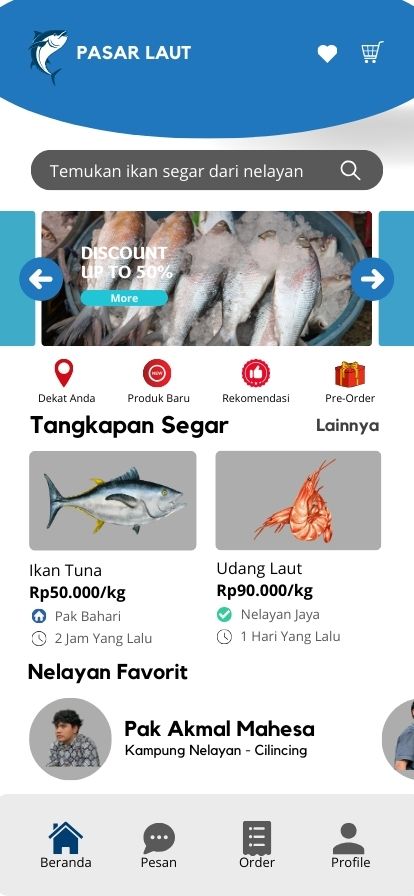 PASAR LAUT
Temukan ikan segar dari nelayan
DISCOUNT
UP TO 50%
More
NEW
Dekat Anda
Produk Baru
Rekomendasi
Pre-Order
Tangkapan Segar
Lainnya
Ikan Tuna
Rp50.000/kg
Pak Bahari
2 Jam Yang Lalu
Udang Laut
Rp90.000/kg
Nelayan Jaya
1 Hari Yang Lalu
Nelayan Favorit
Pak Akmal Mahesa
Kampung Nelayan - Cilincing
Beranda
Pesan
Order
Profile